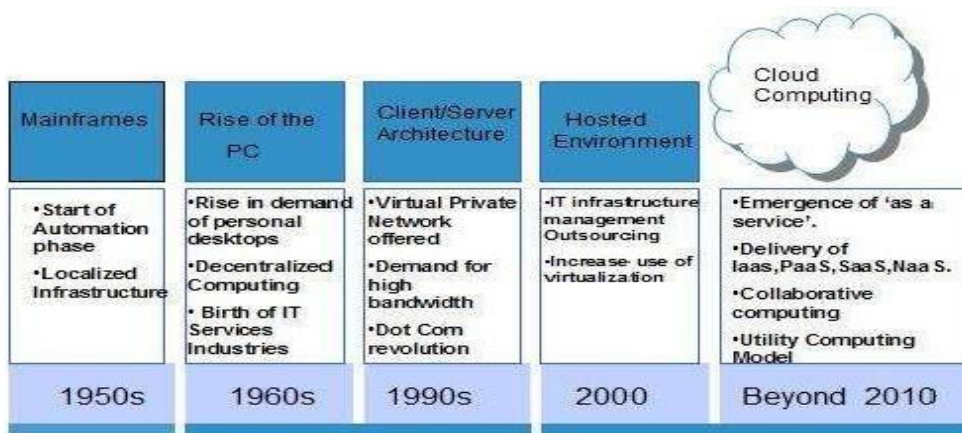 Mainframes
Rise of the
PC
Client/Server
Architecture
Hosted
Environment
Cloud
Computing
•Start of
Automation
phase
•Localized
Infrastructure
•Rise in demand
of personal
desktops
•Decentralized
Computing
• Birth of IT
Services
Industries
•Virtual Private
Network
offered
•Demand for
high
bandwidth
•Dot Com
revolution
•IT infrastructure
management
Outsourcing
•Increase use of
virtualization
•Emergence of ‘as a
service’.
•Delivery of
Iaas,PaaS,SaaS,NaaS.
•Collaborative
computing
•Utility Computing
Model
1950s
1960s
1990s
2000
Beyond 2010